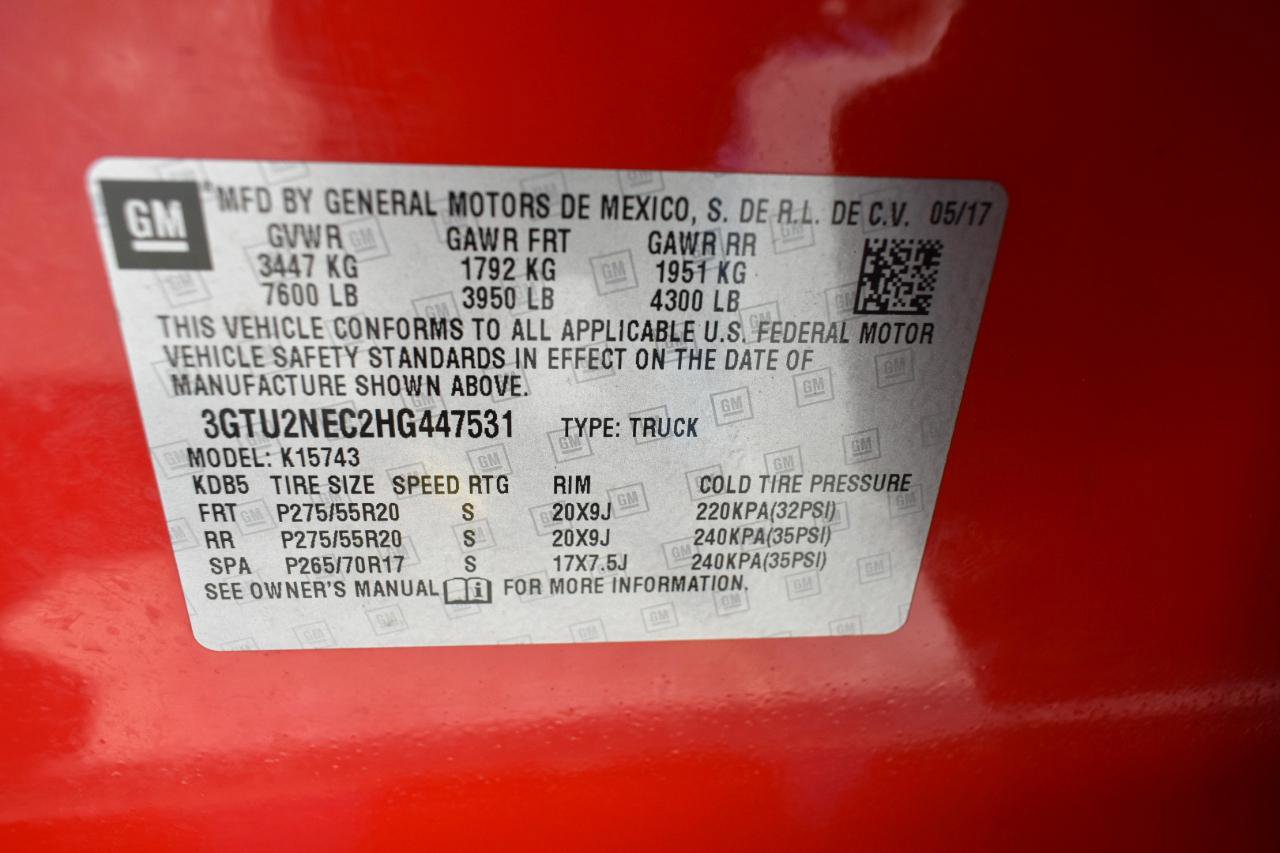 GM
MFD BY GENERAL MOTORS DE MEXICO, S. DE R.L. DE C.V. 05/17
GVWR GAWR FRT GAWR RR
3447 KG 1792 KG 1951 KG
7600 LB 3950 LB 4300 LB
THIS VEHICLE CONFORMS TO ALL APPLICABLE U.S. FEDERAL MOTOR
VEHICLE SAFETY STANDARDS IN EFFECT ON THE DATE OF
MANUFACTURE SHOWN ABOVE.
3GTU2NEC2HG447531 TYPE: TRUCK
MODEL: K15743
KDB5 TIRE SIZE SPEED RTG RIM COLD TIRE PRESSURE
FRT P275/55R20 S 20X9J 220KPA(32PSI)
RR P275/55R20 S 20X9J 240KPA(35PSI)
SPA P265/70R17 S 17X7.5J 240KPA(35PSI)
SEE OWNER'S MANUAL FOR MORE INFORMATION.